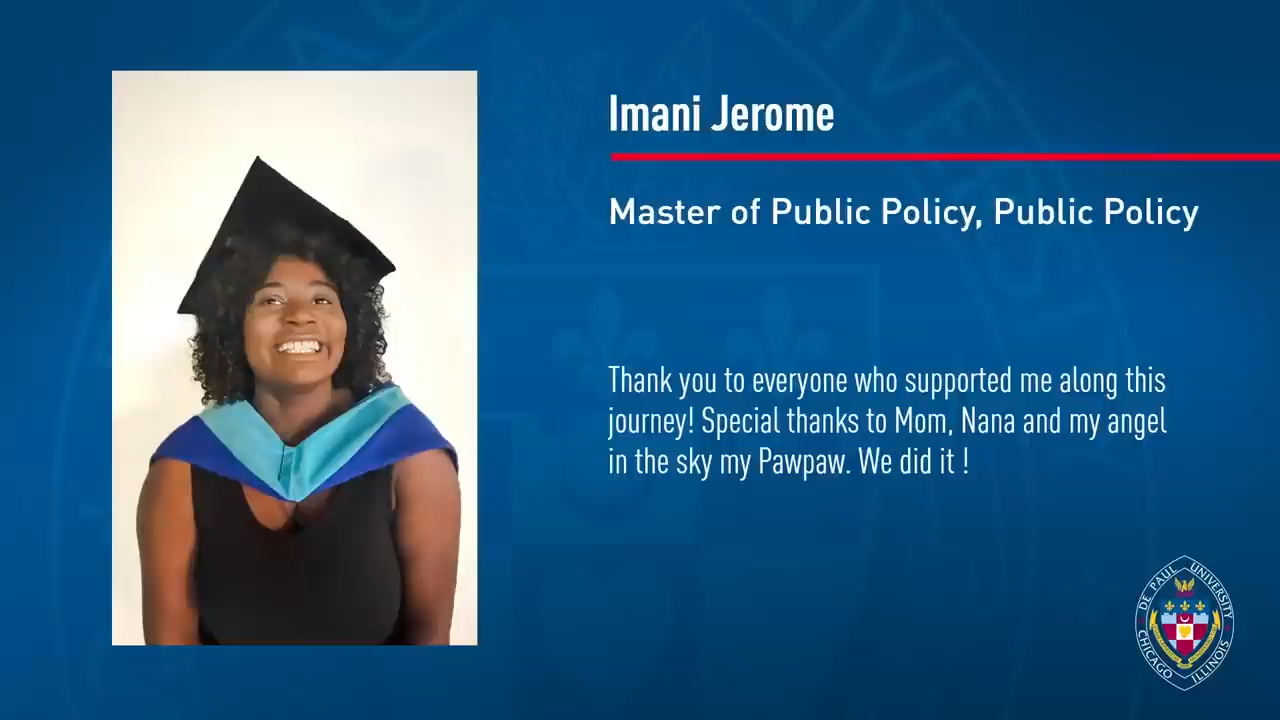 Imani Jerome
Master of Public Policy, Public Policy
Thank you to everyone who supported me along this
journey! Special thanks to Mom, Nana and my angel
in the sky my Pawpaw. We did it !
DE PAUL UNIVERSITY
CHICAGO ILLINOIS